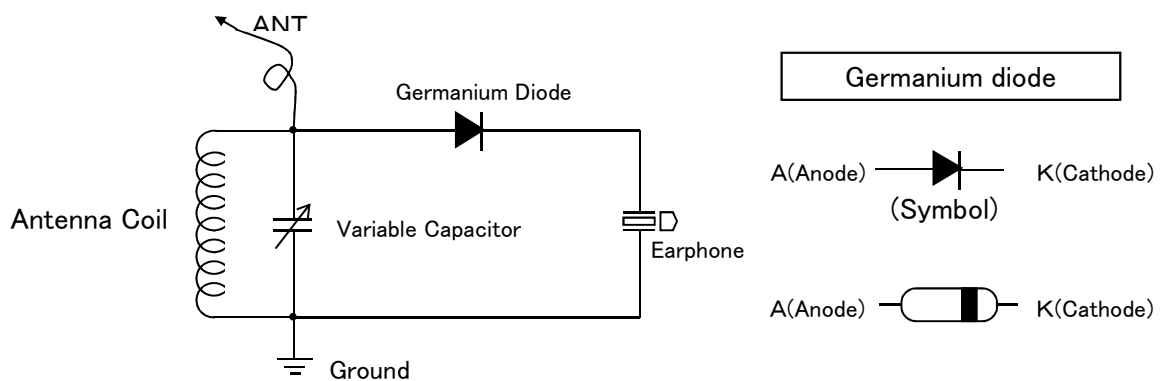 ANT
Germanium Diode
Antenna Coil
Variable Capacitor
Earphone
Ground
Germanium diode
A(Anode) K(Cathode)
(Symbol)
A(Anode) K(Cathode)